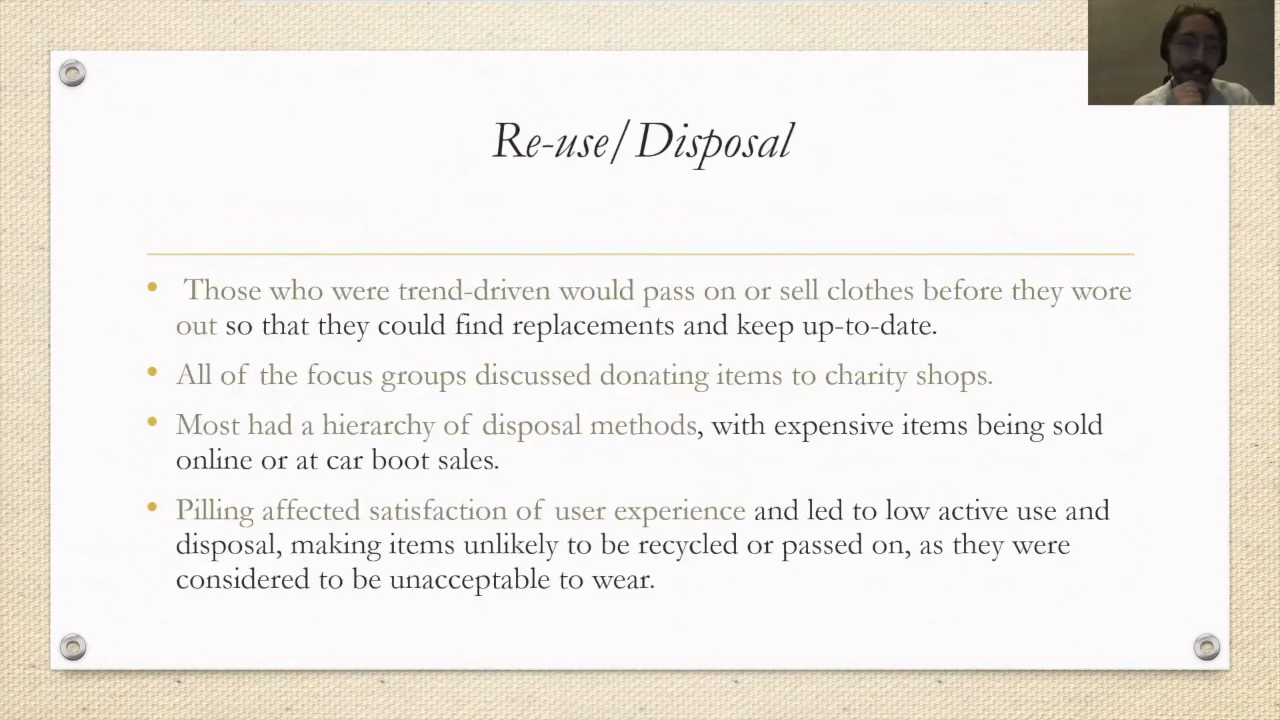 Re-use/Disposal
• Those who were trend-driven would pass on or sell clothes before they wore
out so that they could find replacements and keep up-to-date.
• All of the focus groups discussed donating items to charity shops.
• Most had a hierarchy of disposal methods, with expensive items being sold
online or at car boot sales.
• Pilling affected satisfaction of user experience and led to low active use and
disposal, making items unlikely to be recycled or passed on, as they were
considered to be unacceptable to wear.